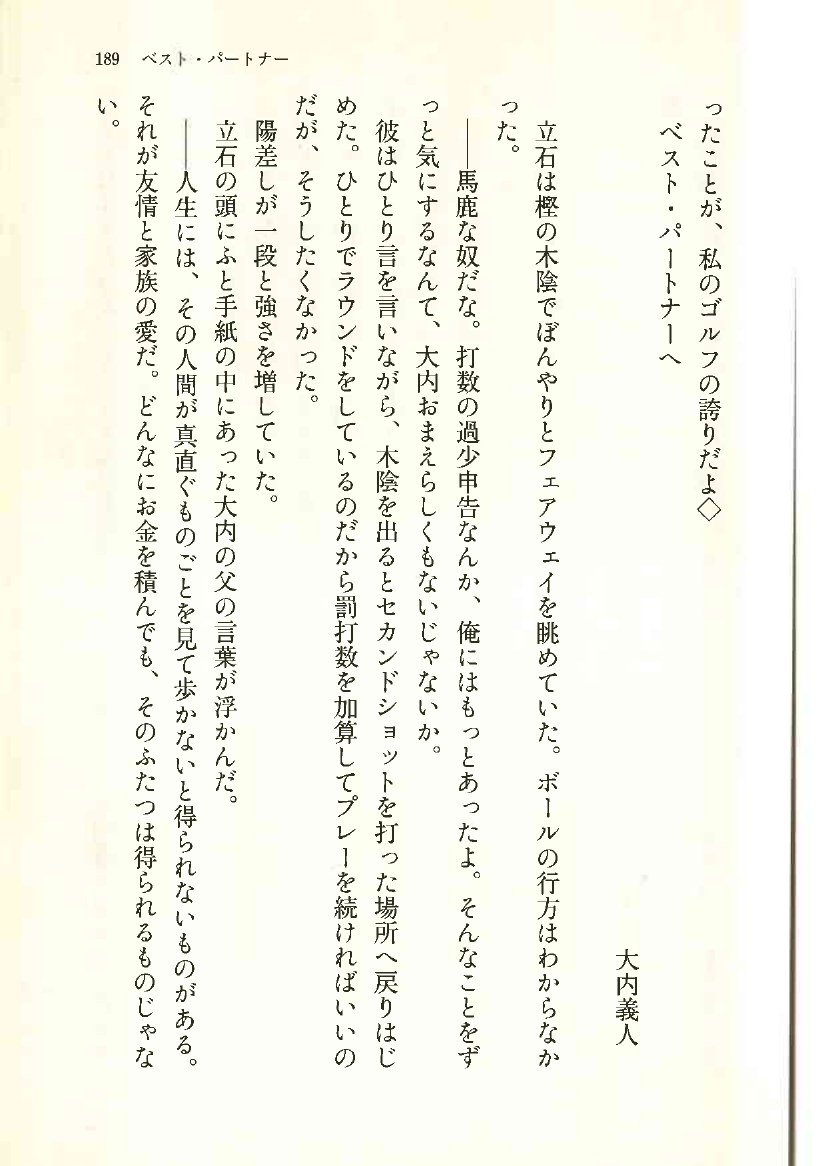 189 ベスト・パートナー
ったことが、私のゴルフの誇りだよ◇
ベスト・パートナーへ
大内義人
立石は樫の木陰でぼんやりとフェアウェイを眺めていた。ボールの行方はわからなか
った。
――馬鹿な奴だな。打数の過少申告なんか、俺にはもっとあったよ。そんなことをず
っと気にするなんて、大内おまえらしくもないじゃないか。
彼はひとり言を言いながら、木陰を出るとセカンドショットを打った場所へ戻りはじ
めた。ひとりでラウンドをしているのだから罰打数を加算してプレーを続ければいいの
だが、そうしたくなかった。
陽差しが一段と強さを増していた。
立石の頭にふと手紙の中にあった大内の父の言葉が浮かんだ。
――人生には、その人間が真直ぐものごとを見て歩かないと得られないものがある。
それが友情と家族の愛だ。どんなにお金を積んでも、そのふたつは得られるものじゃな
い。